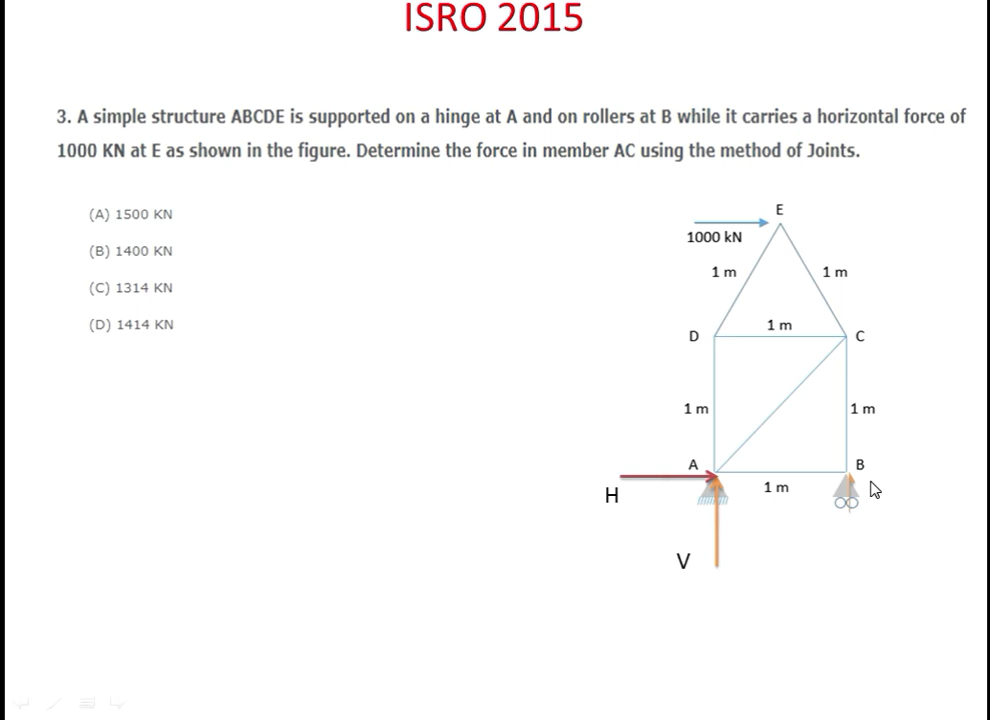 ISRO 2015
3. A simple structure ABCDE is supported on a hinge at A and on rollers at B while it carries a horizontal force of
1000 KN at E as shown in the figure. Determine the force in member AC using the method of Joints.
(A) 1500 KN
(B) 1400 KN
(C) 1314 KN
(D) 1414 KN
E
1000 kN
1 m
1 m
1 m
D
C
1 m
1 m
A
B
H
1 m
V